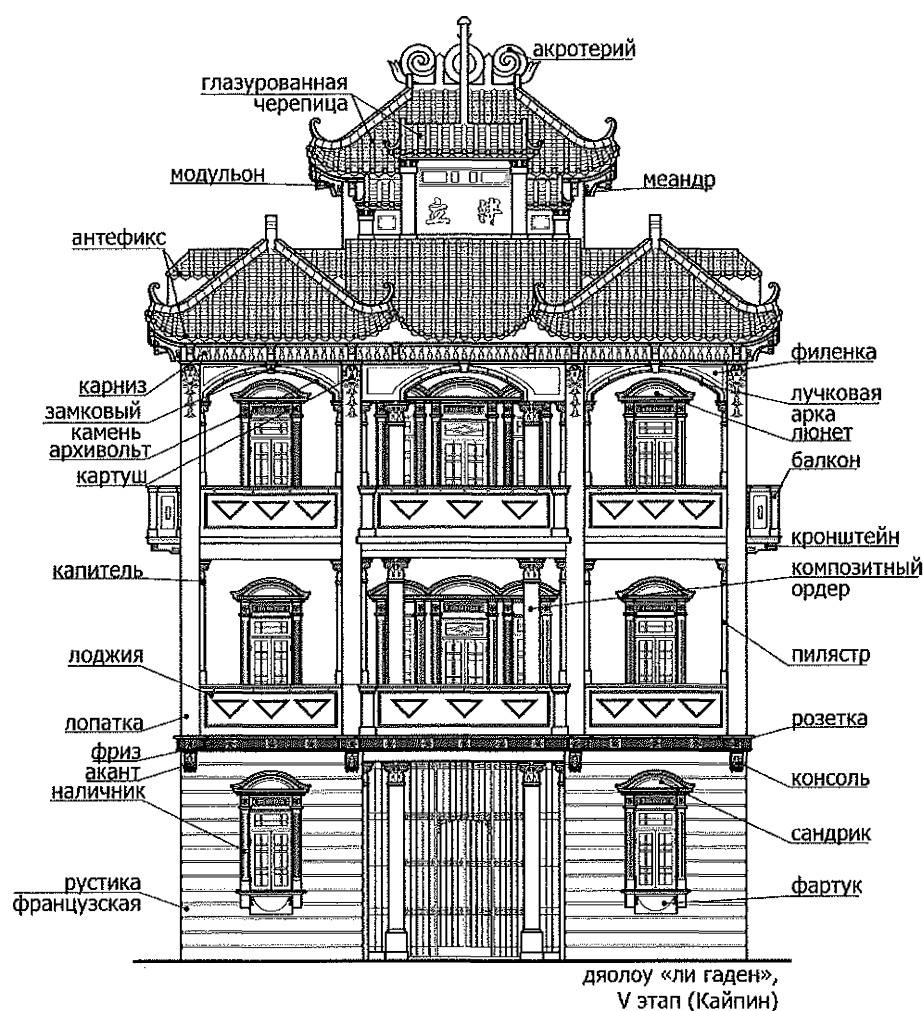 акротерий
глазурованная
черепица
модульон
меандр
антефикс
карниз
замковый
камень
архивольт
картуш
филенка
лучковая
арка
люнет
балкон
кронштейн
капитель
композитный
ордер
лоджия
пилястр
лопатка
розетка
фриз
акант
наличник
консоль
сандрик
рустика
французская
фартук
дяолоу «ли гаден»,
V этап (Кайпин)